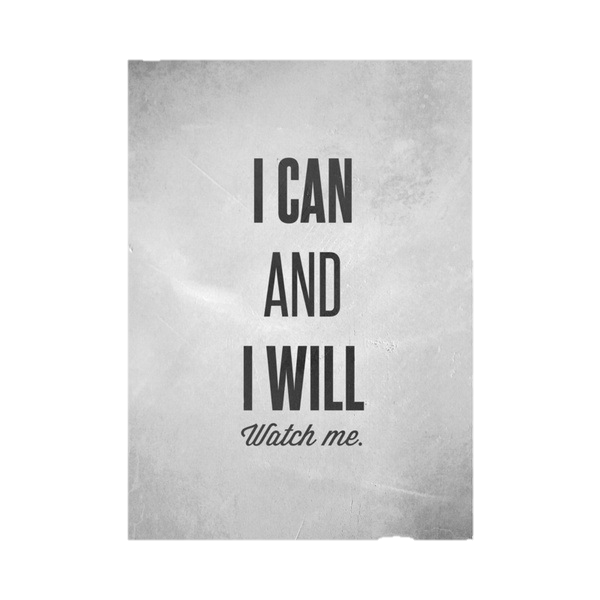 I CAN
AND
I WILL
Watch me.